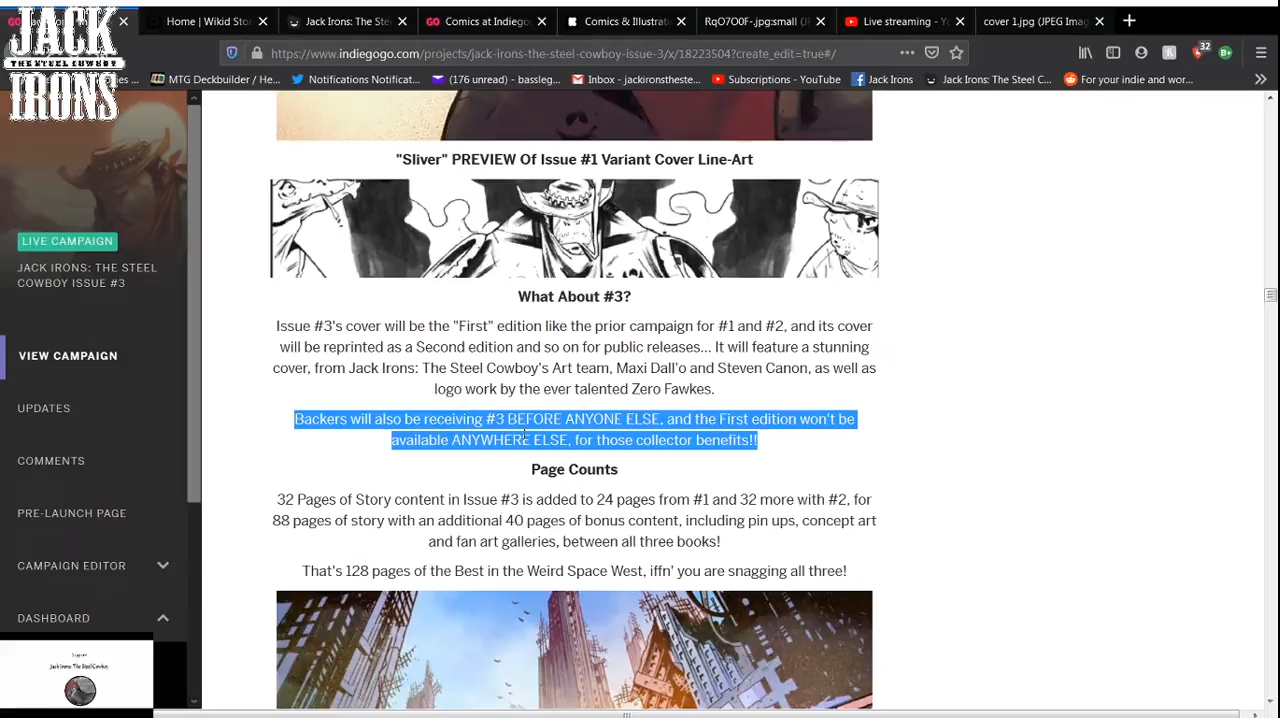 Home | Wikid Sto
Jack Irons: The Ste
Comics at Indiegog
Comics & Illustrat
RqO7O0F-.jpg:small (J
Live streaming - Yo
cover 1.jpg (JPEG Imag
JACK
THE STEEL COWBOY
IRONS
https://www.indiegogo.com/projects/jack-irons-the-steel-cowboy-issue-3/x/18223504?create_edit=true#/
32
MTG Deckbuilder / He...
Notifications Notificat...
(176 unread) - bassleg...
Inbox - jackironstheste...
Subscriptions - YouTube
Jack Irons
Jack Irons: The Steel C...
For your indie and wor...
LIVE CAMPAIGN
JACK IRONS: THE STEEL
COWBOY ISSUE #3
VIEW CAMPAIGN
UPDATES
COMMENTS
PRE-LAUNCH PAGE
CAMPAIGN EDITOR
DASHBOARD
Jack Irons: The Steel Cowboy
"Sliver" PREVIEW Of Issue #1 Variant Cover Line-Art
What About #3?
Issue #3's cover will be the "First" edition like the prior campaign for #1 and #2, and its cover
will be reprinted as a Second edition and so on for public releases... It will feature a stunning
cover, from Jack Irons: The Steel Cowboy's Art team, Maxi Dall'o and Steven Canon, as well as
logo work by the ever talented Zero Fawkes.
Backers will also be receiving #3 BEFORE ANYONE ELSE, and the First edition won't be
available ANYWHERE ELSE, for those collector benefits!!
Page Counts
32 Pages of Story content in Issue #3 is added to 24 pages from #1 and 32 more with #2, for
88 pages of story with an additional 40 pages of bonus content, including pin ups, concept art
and fan art galleries, between all three books!
That's 128 pages of the Best in the Weird Space West, iffn' you are snagging all three!